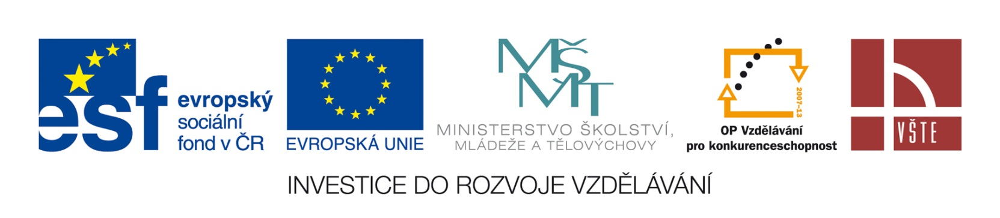 esf
evropský
sociální
fond v ČR
EVROPSKÁ UNIE
MŠMT
MINISTERSTVO ŠKOLSTVÍ,
MLÁDEŽE A TĚLOVÝCHOVY
2007-13
OP Vzdělávání
pro konkurenceschopnost
VŠTE
INVESTICE DO ROZVOJE VZDĚLÁVÁNÍ